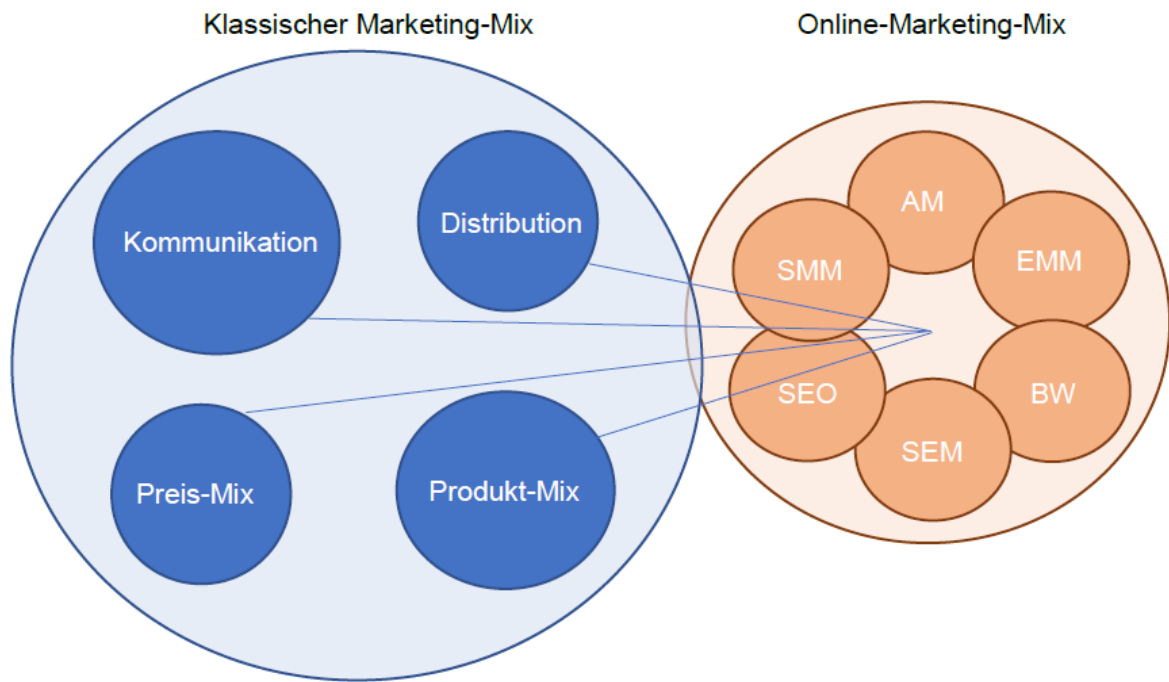 Klassischer Marketing-Mix
Online-Marketing-Mix
Kommunikation
Distribution
Preis-Mix
Produkt-Mix
AM
SMM
EMM
SEO
BW
SEM